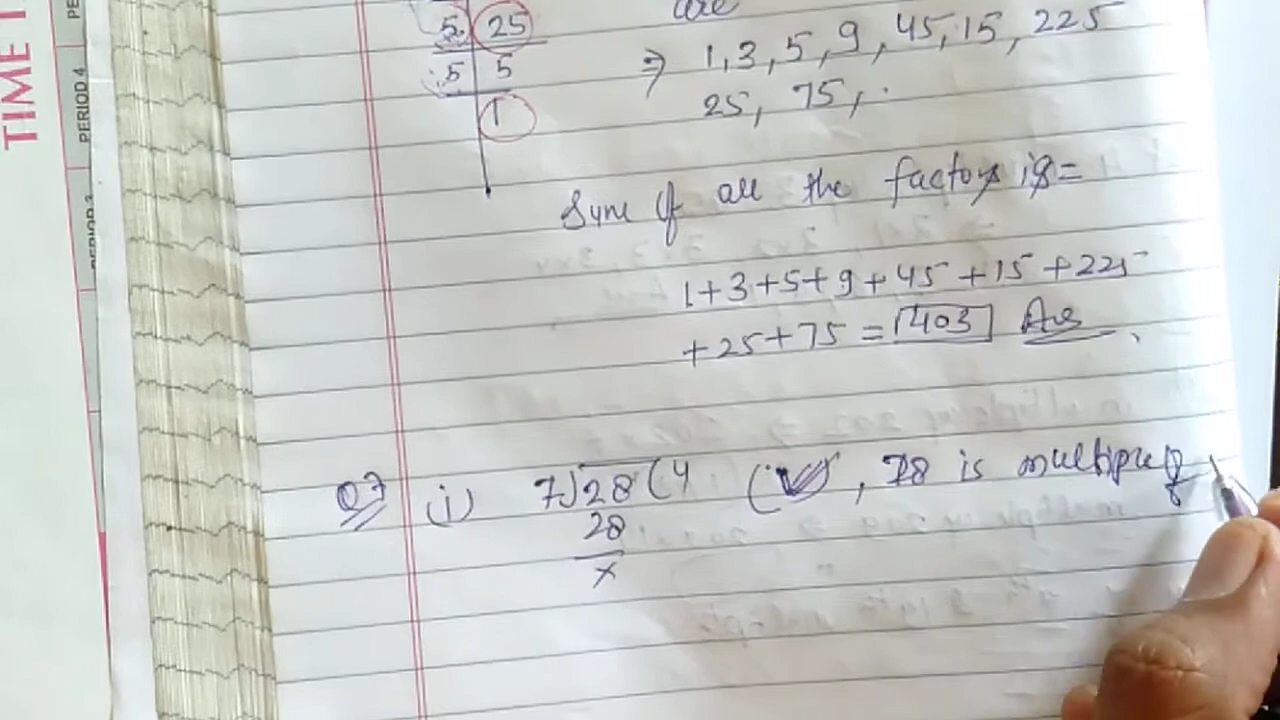 TIME
PERIOD 4
PERIOD 3
5 25
5 5
1
are
⇒ 1, 3, 5, 9, 45, 15, 225
25, 75, .
Sum of all the factors is =
1+3+5+9+45+15+225
+25+75 = 403 Ans
Q7 (i) 7)28(4 (✓), 28 is multiple of
28
x